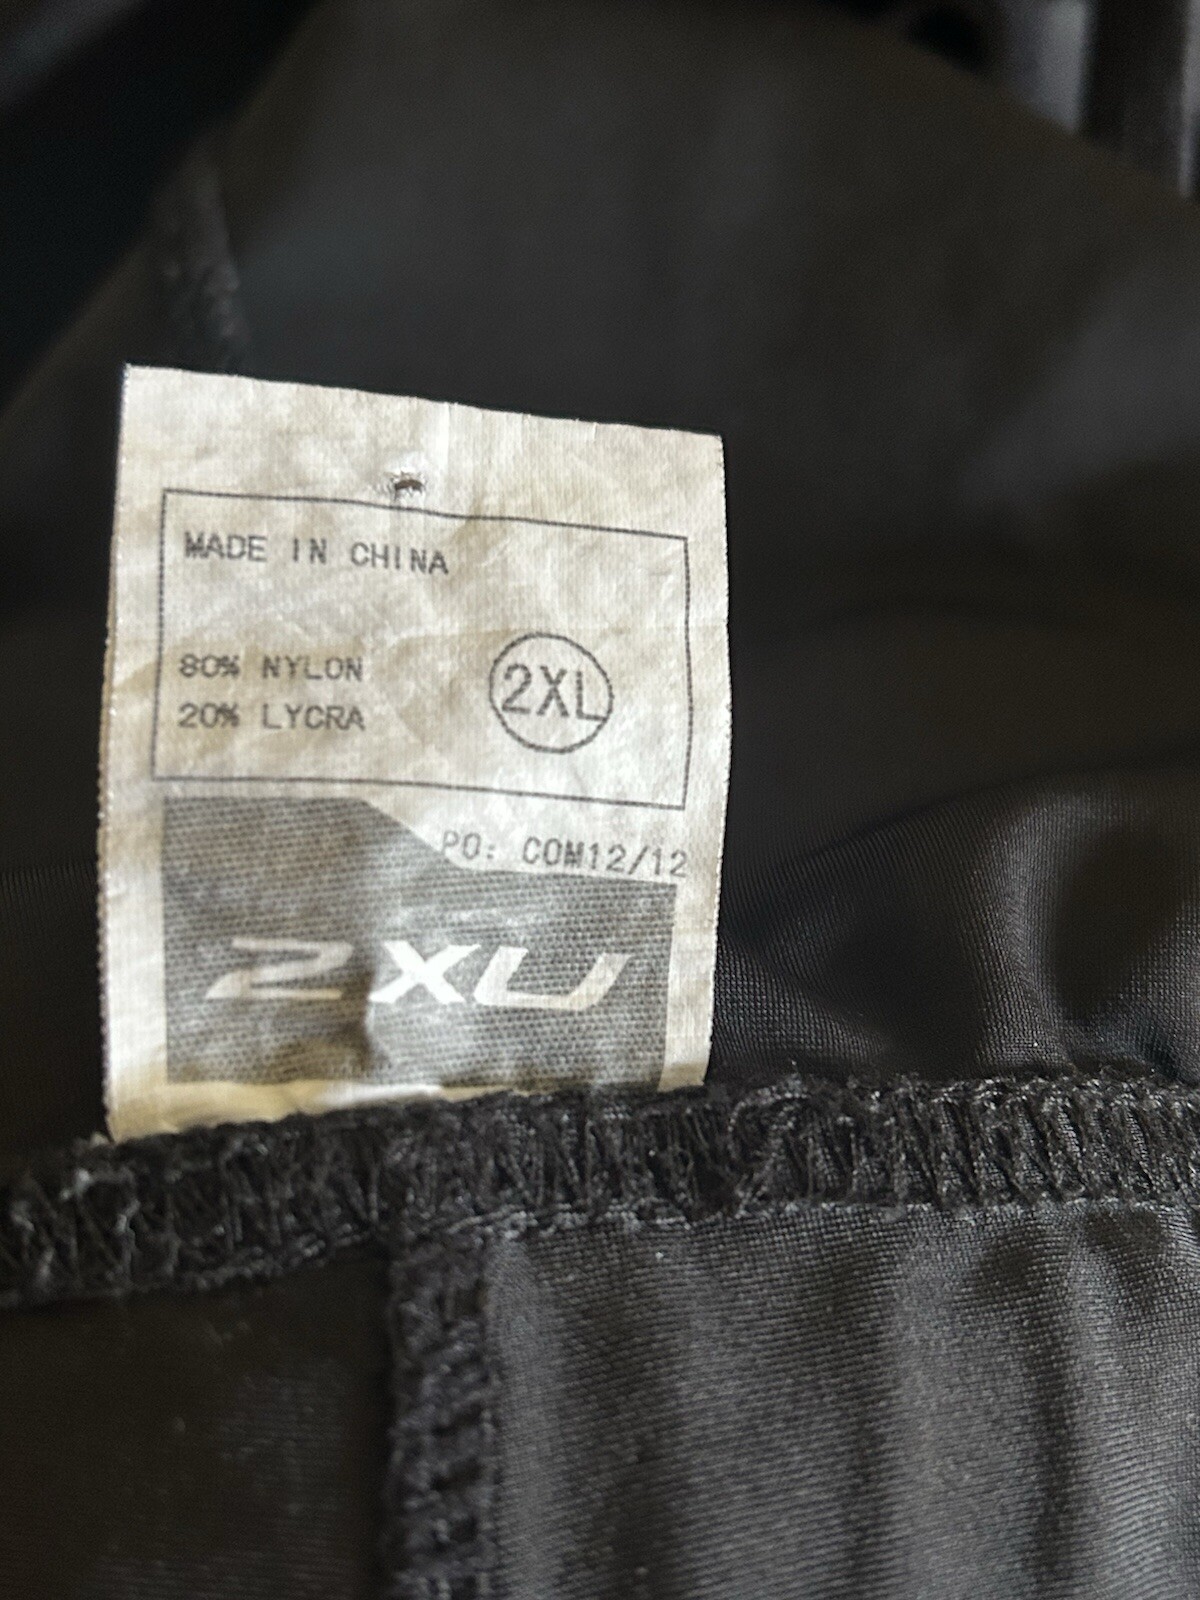 MADE IN CHINA
80% NYLON
20% LYCRA
2XL
PO: COM12/12
2XU